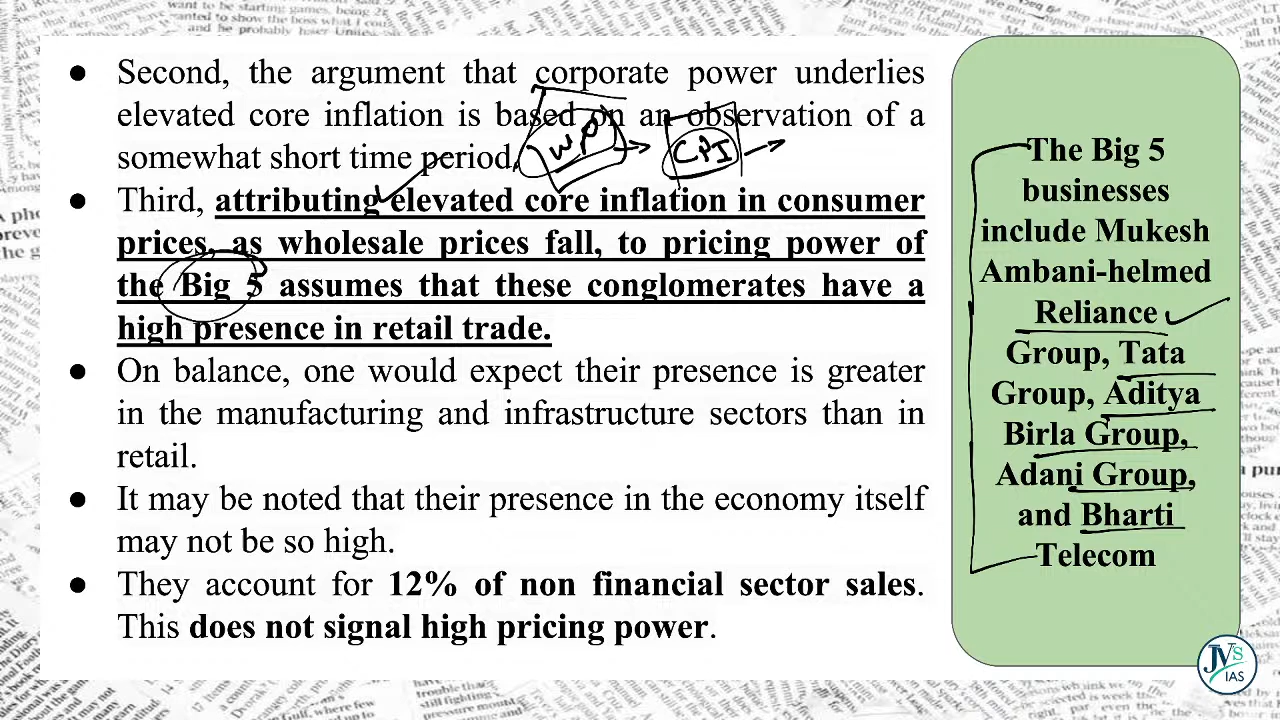 ● Second, the argument that corporate power underlies
elevated core inflation is based on an observation of a
somewhat short time period.
WP
CPI
● Third, attributing elevated core inflation in consumer
prices, as wholesale prices fall, to pricing power of
the Big 5 assumes that these conglomerates have a
high presence in retail trade.
● On balance, one would expect their presence is greater
in the manufacturing and infrastructure sectors than in
retail.
● It may be noted that their presence in the economy itself
may not be so high.
● They account for 12% of non financial sector sales.
This does not signal high pricing power.
The Big 5
businesses
include Mukesh
Ambani-helmed
Reliance
Group, Tata
Group, Aditya
Birla Group,
Adani Group,
and Bharti
Telecom
JV'S
IAS